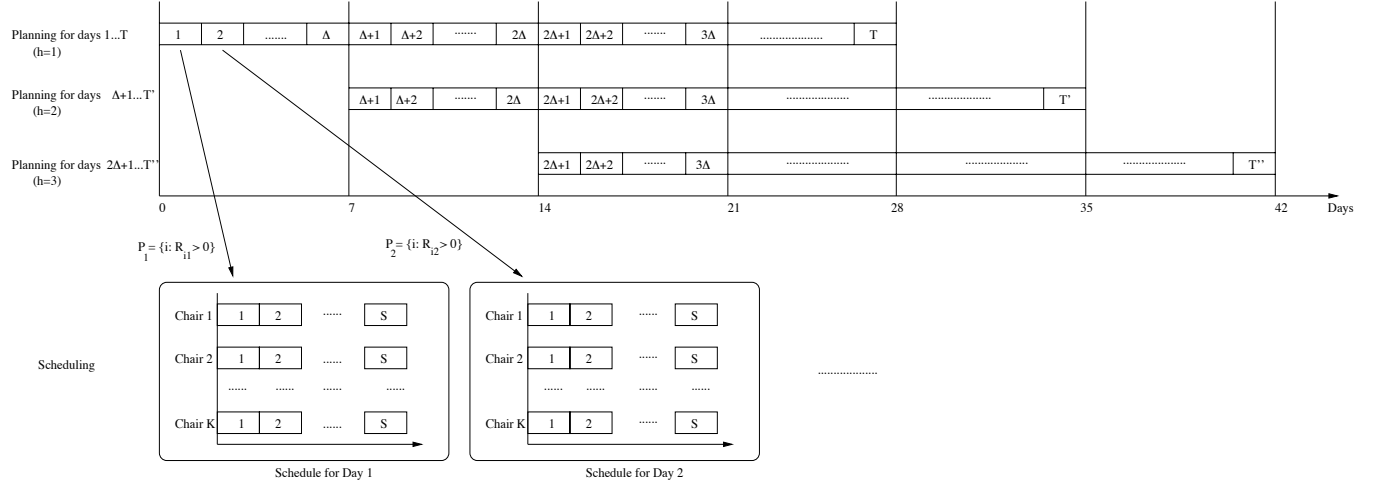 Planning for days 1...T
(h=1)
1 2 ....... Δ Δ+1 Δ+2 ....... 2Δ 2Δ+1 2Δ+2 ....... 3Δ ..................... T
Planning for days Δ+1...T'
(h=2)
Δ+1 Δ+2 ....... 2Δ 2Δ+1 2Δ+2 ....... 3Δ ..................... ..................... T'
Planning for days 2Δ+1...T''
(h=3)
2Δ+1 2Δ+2 ....... 3Δ ..................... ..................... ..................... T''
0 7 14 21 28 35 42 Days
P1={i: Ri1>0} P2={i: Ri2>0}
Chair 1 1 2 ...... S Chair 1 1 2 ...... S
Scheduling
Chair 2 1 2 ...... S Chair 2 1 2 ...... S
...... ...... ...... ...... ...... ...... ...... ......
...................
Chair K 1 2 ...... S Chair K 1 2 ...... S
Schedule for Day 1 Schedule for Day 2